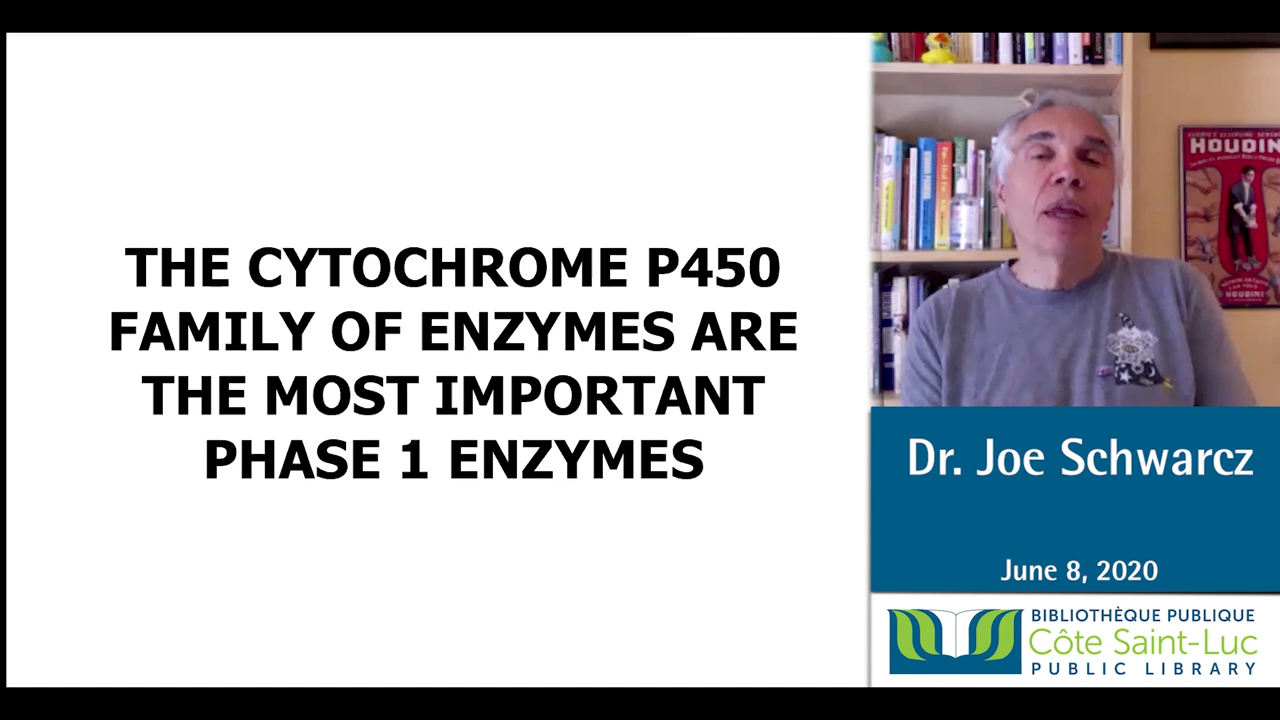 THE CYTOCHROME P450
FAMILY OF ENZYMES ARE
THE MOST IMPORTANT
PHASE 1 ENZYMES
HOUDIN
HOUDINI
Dr. Joe Schwarcz
June 8, 2020
BIBLIOTHÈQUE PUBLIQUE
Côte Saint-Luc
PUBLIC LIBRARY